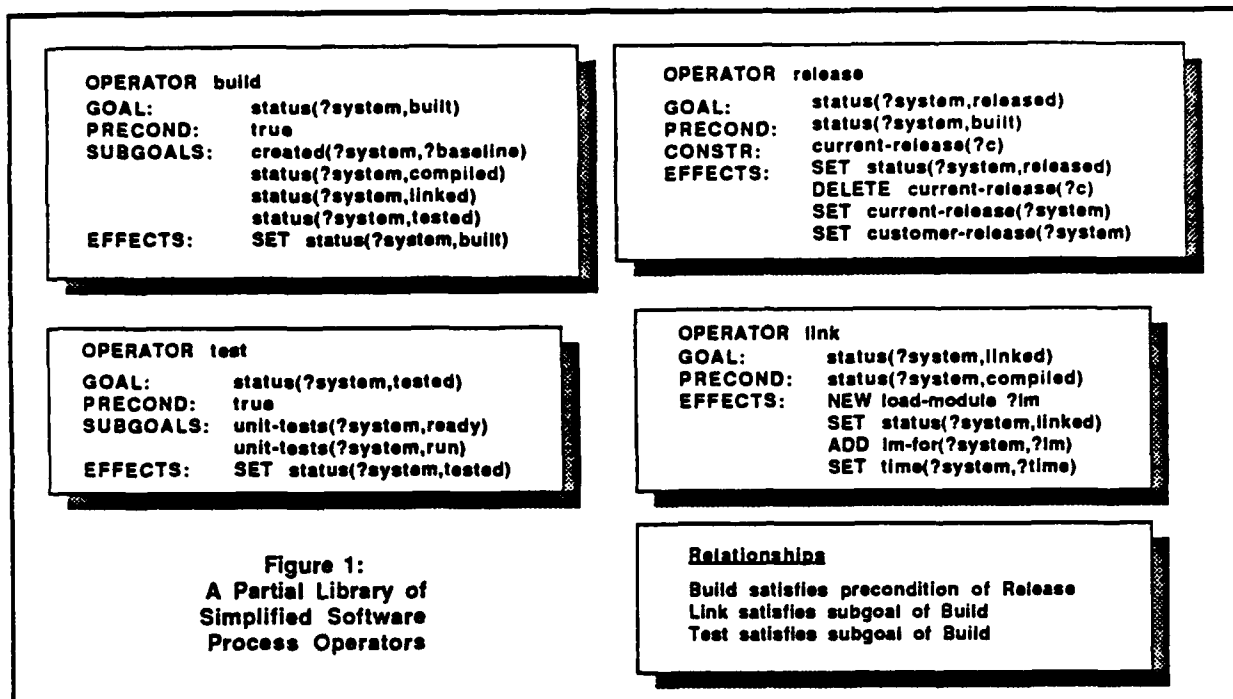 OPERATOR build
GOAL: status(?system,built)
PRECOND: true
SUBGOALS: created(?system,?baseline)
status(?system,compiled)
status(?system,linked)
status(?system,tested)
EFFECTS: SET status(?system,built)
OPERATOR release
GOAL: status(?system,released)
PRECOND: status(?system,built)
CONSTR: current-release(?c)
EFFECTS: SET status(?system,released)
DELETE current-release(?c)
SET current-release(?system)
SET customer-release(?system)
OPERATOR test
GOAL: status(?system,tested)
PRECOND: true
SUBGOALS: unit-tests(?system,ready)
unit-tests(?system,run)
EFFECTS: SET status(?system,tested)
OPERATOR link
GOAL: status(?system,linked)
PRECOND: status(?system,compiled)
EFFECTS: NEW load-module ?lm
SET status(?system,linked)
ADD lm-for(?system,?lm)
SET time(?system,?time)
Figure 1:
A Partial Library of
Simplified Software
Process Operators
Relationships
Build satisfies precondition of Release
Link satisfies subgoal of Build
Test satisfies subgoal of Build